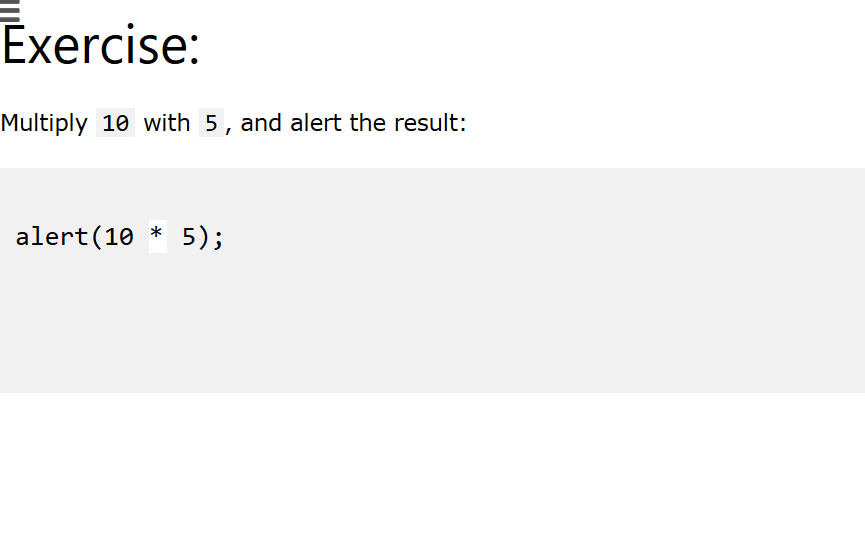 Exercise:
Multiply 10 with 5, and alert the result:
alert(10 * 5);